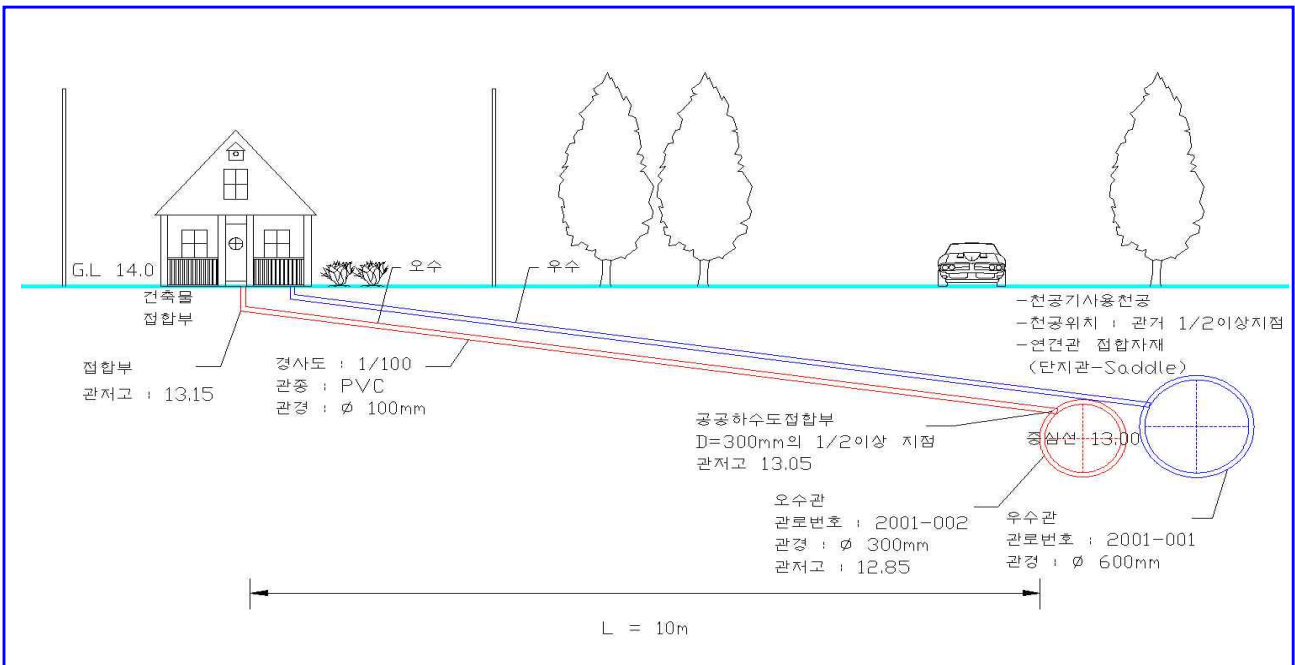 G.L 14.0
오수
우수
건축물
접합부
접합부
관저고 : 13.15
경사도 : 1/100
관종 : PVC
관경 : Ø 100mm
-천공기사용천공
-천공위치 : 관거 1/2이상지점
-연결관 접합자재
(단지관-Saddle)
공공하수도접합부
D=300mm의 1/2이상 지점
관저고 13.05
중심선 13.00
오수관
관로번호 : 2001-002
관경 : Ø 300mm
관저고 : 12.85
우수관
관로번호 : 2001-001
관경 : Ø 600mm
L = 10m